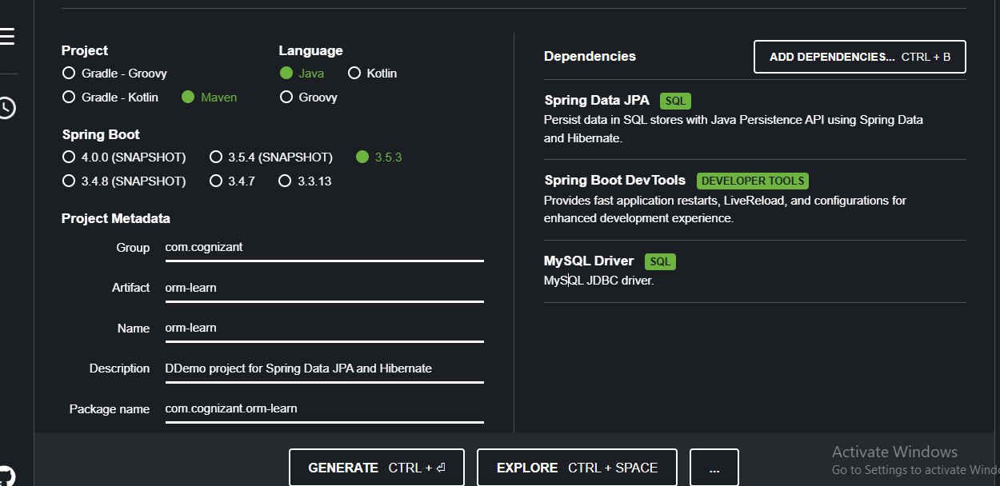 Project
Language
Gradle - Groovy
Java
Kotlin
Gradle - Kotlin
Maven
Groovy
Spring Boot
4.0.0 (SNAPSHOT)
3.5.4 (SNAPSHOT)
3.5.3
3.4.8 (SNAPSHOT)
3.4.7
3.3.13
Project Metadata
Group com.cognizant
Artifact orm-learn
Name orm-learn
Description DDemo project for Spring Data JPA and Hibernate
Package name com.cognizant.orm-learn
Dependencies
ADD DEPENDENCIES... CTRL + B
Spring Data JPA SQL
Persist data in SQL stores with Java Persistence API using Spring Data
and Hibernate.
Spring Boot DevTools DEVELOPER TOOLS
Provides fast application restarts, LiveReload, and configurations for
enhanced development experience.
MySQL Driver SQL
MySQL JDBC driver.
GENERATE CTRL + ⏎
EXPLORE CTRL + SPACE
...
Activate Windows
Go to Settings to activate Wind